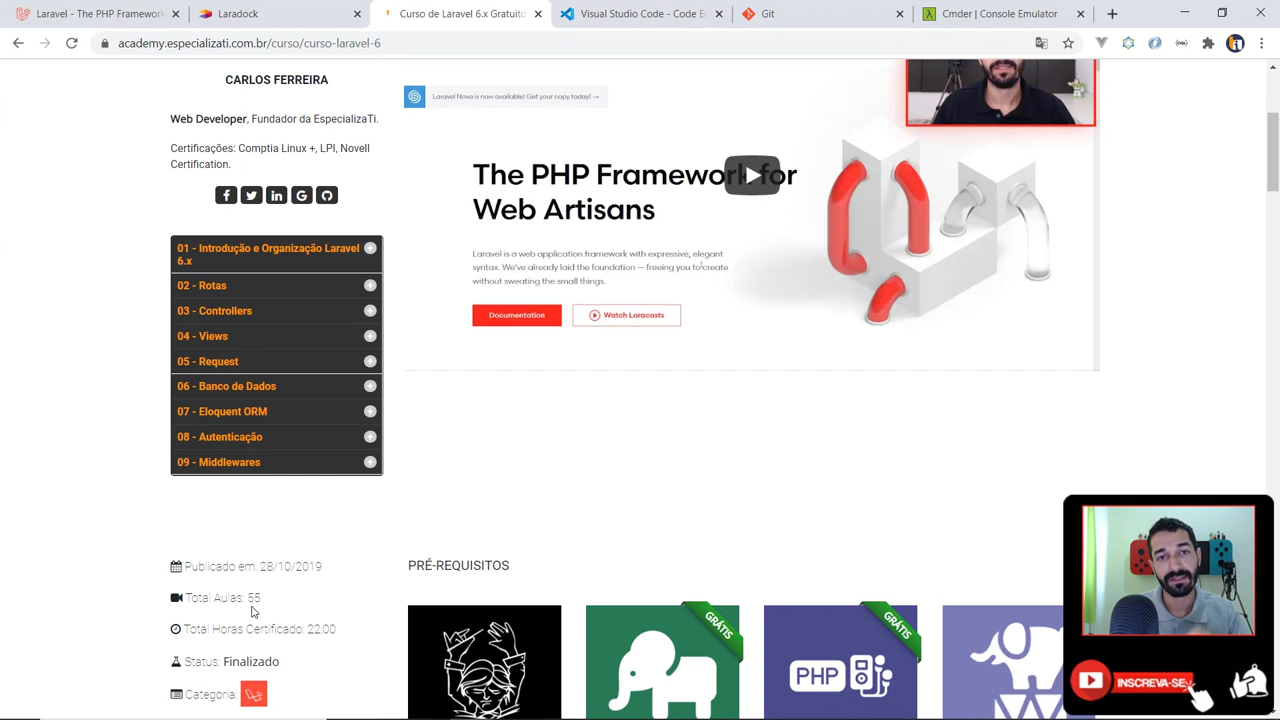 Laravel - The PHP Framework
Laradock
Curso de Laravel 6.x Gratuito
Visual Studio Code - Code Ed
Git
Cmder | Console Emulator
academy.especializati.com.br/curso/curso-laravel-6
CARLOS FERREIRA
Web Developer, Fundador da EspecializaTi.
Certificações: Comptia Linux +, LPI, Novell
Certification.
01 - Introdução e Organização Laravel
6.x
02 - Rotas
03 - Controllers
04 - Views
05 - Request
06 - Banco de Dados
07 - Eloquent ORM
08 - Autenticação
09 - Middlewares
Laravel Nova is now available! Get your copy today! →
The PHP Framework for
Web Artisans
Laravel is a web application framework with expressive, elegant
syntax. We've already laid the foundation — freeing you to create
without sweating the small things.
Documentation
Watch Laracasts
Publicado em: 28/10/2019
Total Aulas: 55
Total Horas Certificado: 22:00
Status: Finalizado
Categoria:
PRÉ-REQUISITOS
GRÁTIS
GRÁTIS
PHP
INSCREVA-SE